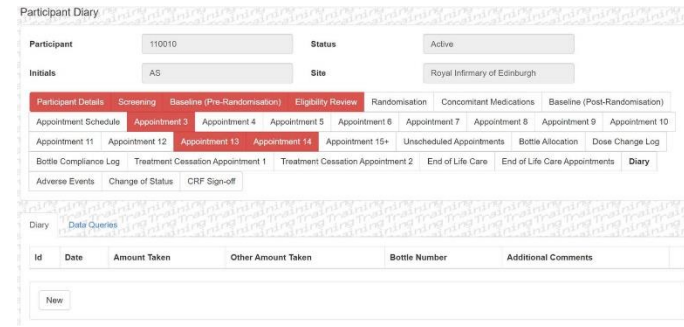 Participant Diary
Participant 110010 Status Active
Initials AS Site Royal Infirmary of Edinburgh
Participant Details Screening Baseline (Pre-Randomisation) Eligibility Review Randomisation Concomitant Medications Baseline (Post-Randomisation)
Appointment Schedule Appointment 3 Appointment 4 Appointment 5 Appointment 6 Appointment 7 Appointment 8 Appointment 9 Appointment 10
Appointment 11 Appointment 12 Appointment 13 Appointment 14 Appointment 15+ Unscheduled Appointments Bottle Allocation Dose Change Log
Bottle Compliance Log Treatment Cessation Appointment 1 Treatment Cessation Appointment 2 End of Life Care End of Life Care Appointments Diary
Adverse Events Change of Status CRF Sign-off
Diary Data Queries
Id Date Amount Taken Other Amount Taken Bottle Number Additional Comments
New